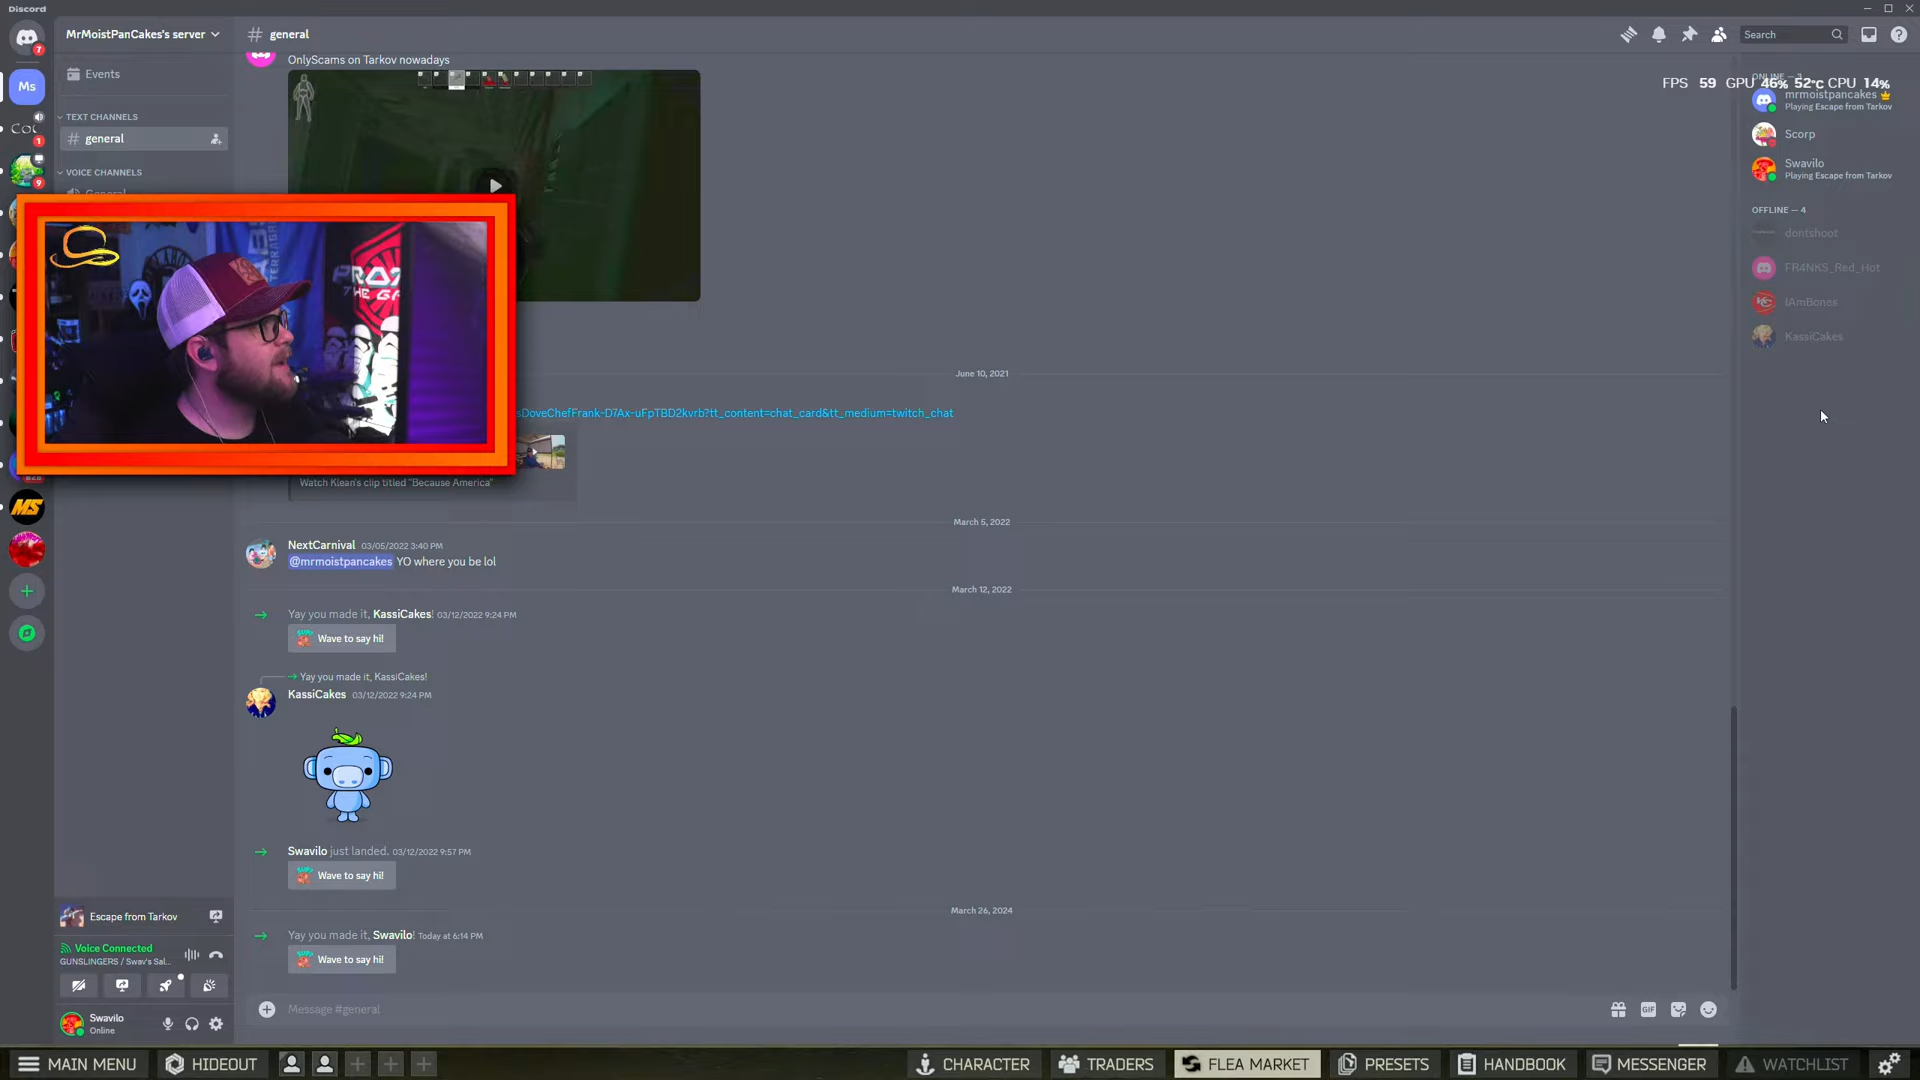 Discord
MrMoistPanCakes's server
general
Search
7
Events
OnlyScams on Tarkov nowadays
Ms
FPS 59 GPU 46% 52°C CPU 14%
mrmoistpancakes
Playing Escape from Tarkov
TEXT CHANNELS
general
1
Scorp
Swavilo
Playing Escape from Tarkov
VOICE CHANNELS
General
9
OFFLINE — 4
dontshoot
FR4NKS_Red_Hot
IAmBones
KassiCakes
June 10, 2021
sDoveChefFrank-D7Ax-uFpTBD2kvrb?tt_content=chat_card&tt_medium=twitch_chat
Watch Klean's clip titled "Because America"
MS
March 5, 2022
NextCarnival 03/05/2022 3:40 PM
@mrmoistpancakes YO where you be lol
March 12, 2022
Yay you made it, KassiCakes! 03/12/2022 9:24 PM
Wave to say hi!
Yay you made it, KassiCakes!
KassiCakes 03/12/2022 9:24 PM
Swavilo just landed. 03/12/2022 9:57 PM
Wave to say hi!
March 26, 2024
Yay you made it, Swavilo! Today at 6:14 PM
Wave to say hi!
Escape from Tarkov
Voice Connected
GUNSLINGERS / Swav's Sal...
Swavilo
Online
Message #general
GIF
MAIN MENU
HIDEOUT
CHARACTER
TRADERS
FLEA MARKET
PRESETS
HANDBOOK
MESSENGER
WATCHLIST